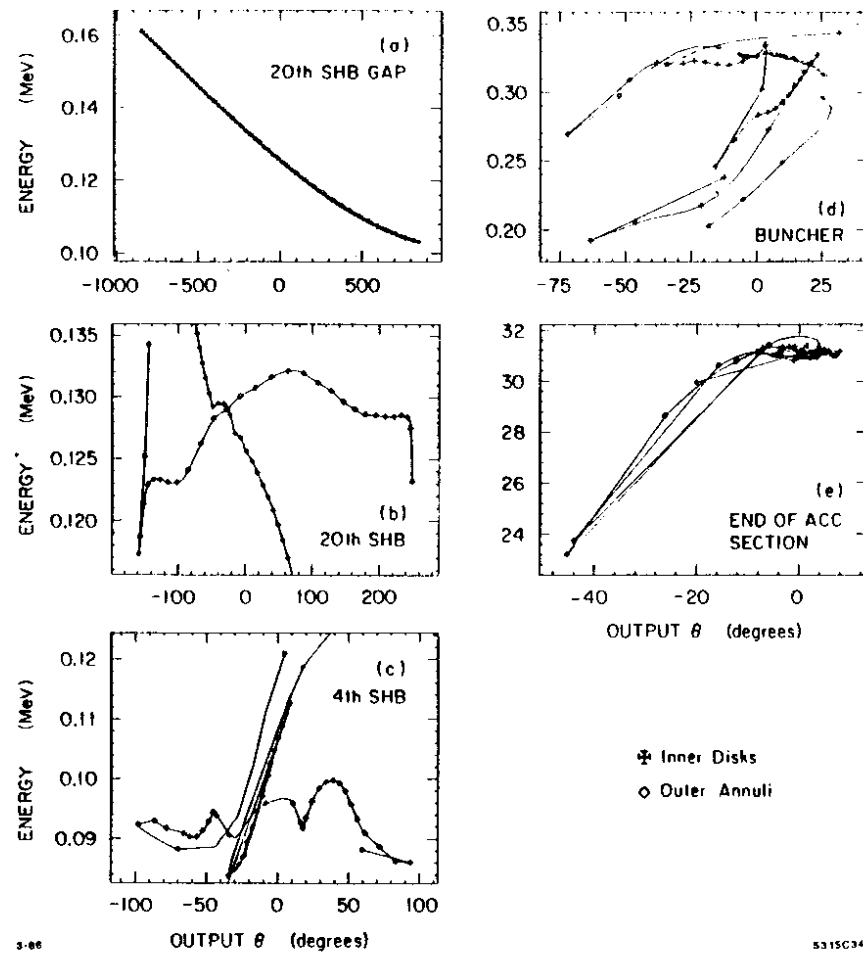 (a)
20th SHB GAP
ENERGY (MeV)
0.16
0.14
0.12
0.10
-1000 -500 0 500
(d)
BUNCHER
0.35
0.30
0.25
0.20
-75 -50 -25 0 25
(b)
20th SHB
ENERGY (MeV)
0.135
0.130
0.125
0.120
-100 0 100 200
(e)
END OF ACC
SECTION
32
30
28
26
24
-40 -20 0
OUTPUT θ (degrees)
(c)
4th SHB
ENERGY (MeV)
0.12
0.11
0.10
0.09
-100 -50 0 50 100
OUTPUT θ (degrees)
Inner Disks
Outer Annuli
3-86
5315C34